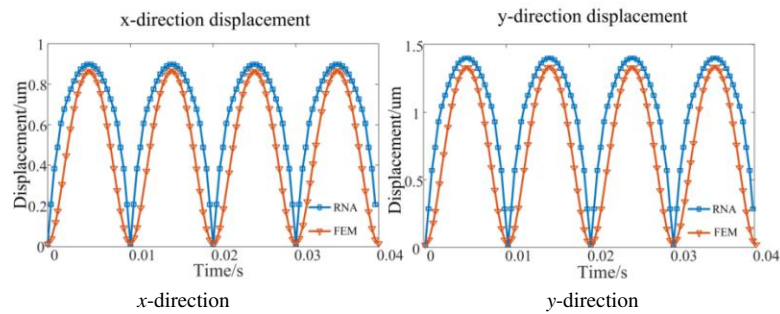 x-direction displacement
Displacement/um
1
0.8
0.6
0.4
0.2
0
RNA
FEM
0
0.01
0.02
0.03
0.04
Time/s
x-direction
y-direction displacement
Displacement/um
1.5
1
0.5
0
RNA
FEM
0
0.01
0.02
0.03
0.04
Time/s
y-direction